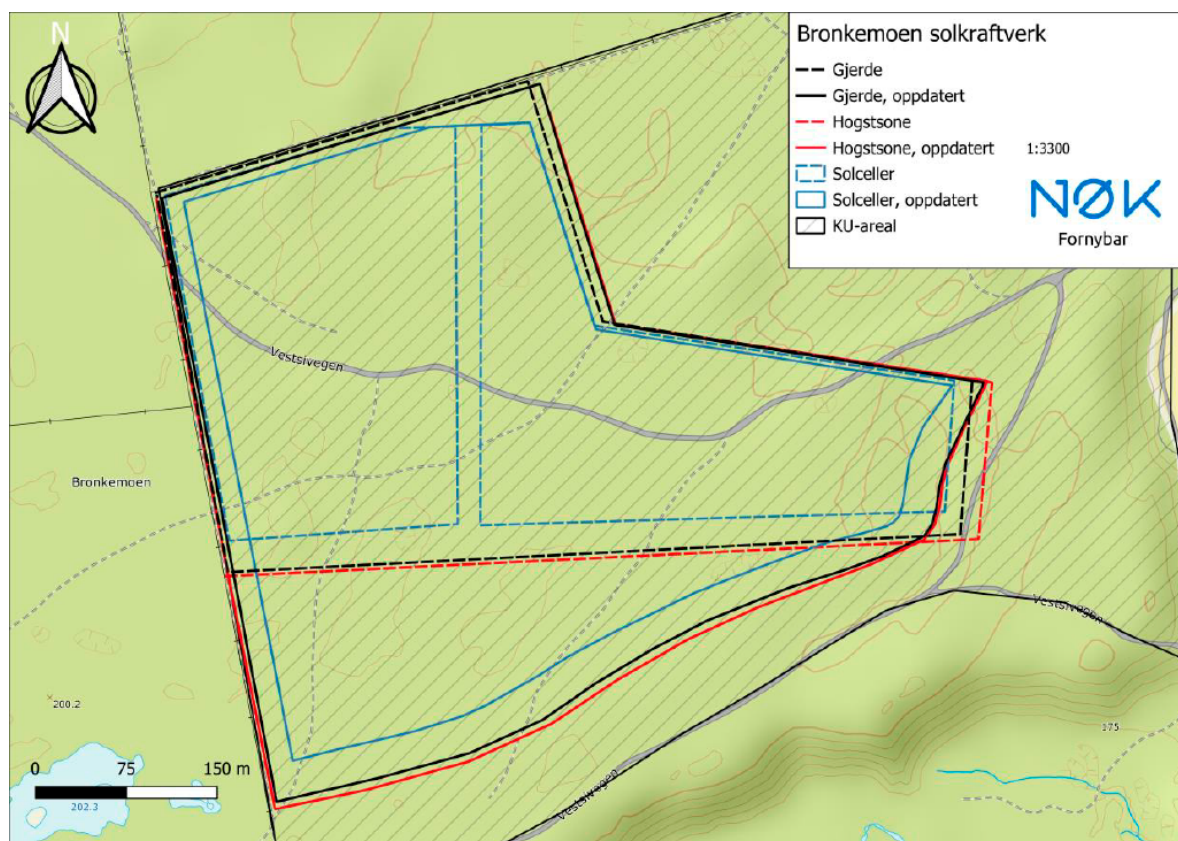 N
Bronkemoen solkraftverk
Gjerde
Gjerde, oppdatert
Hogstsone
Hogstsone, oppdatert
1:3300
Solceller
Solceller, oppdatert
KU-areal
NØK
Fornybar
Vestsivegen
Bronkemoen
Vestsivegen
200.2
175
0 75 150 m
202.3
Vestsivegen